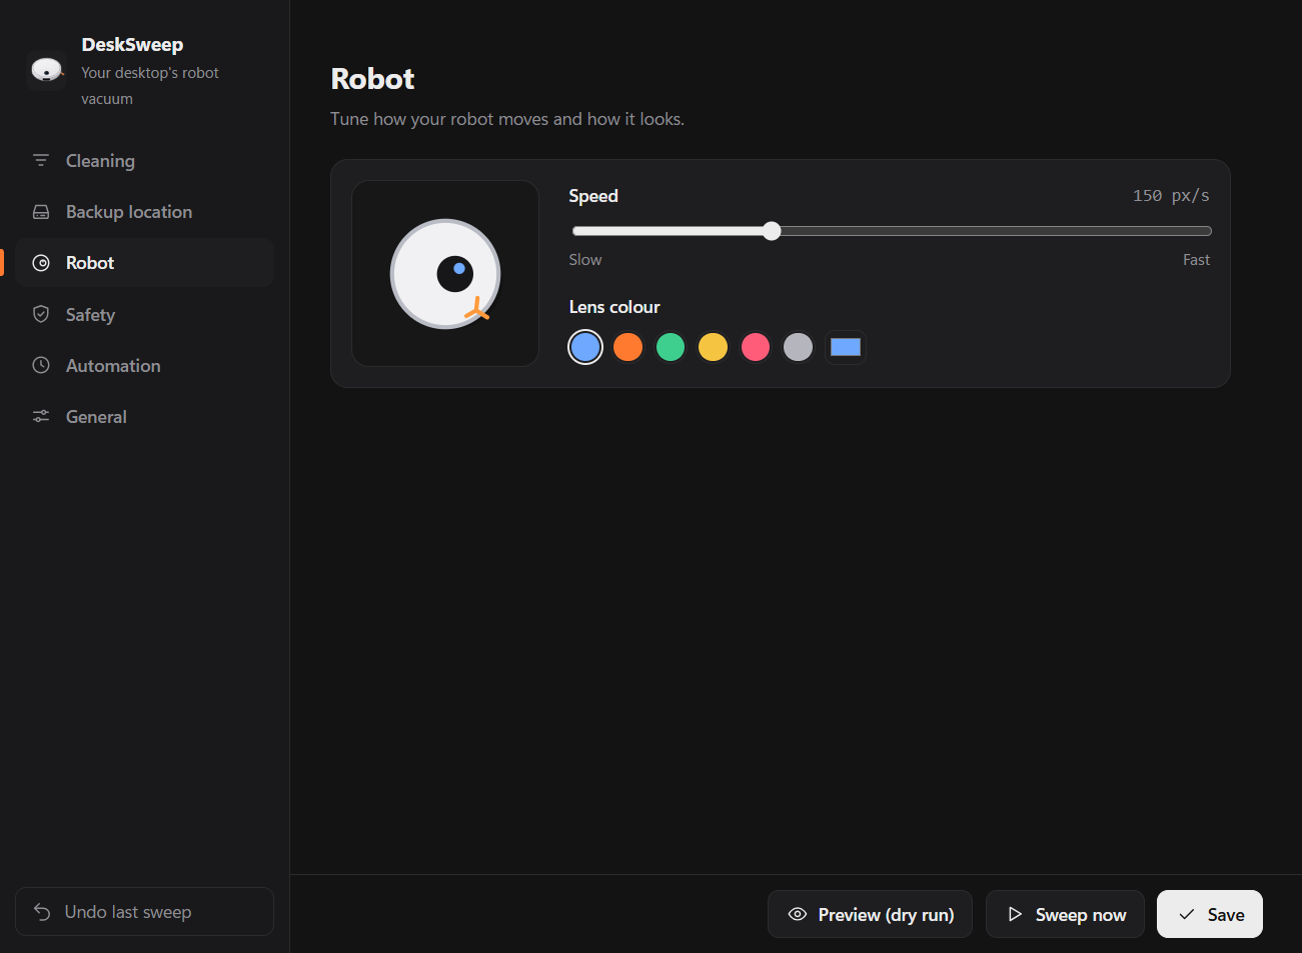 DeskSweep
Your desktop's robot
vacuum
Cleaning
Backup location
Robot
Safety
Automation
General
Undo last sweep
Robot
Tune how your robot moves and how it looks.
Speed
150 px/s
Slow
Fast
Lens colour
Preview (dry run)
Sweep now
Save